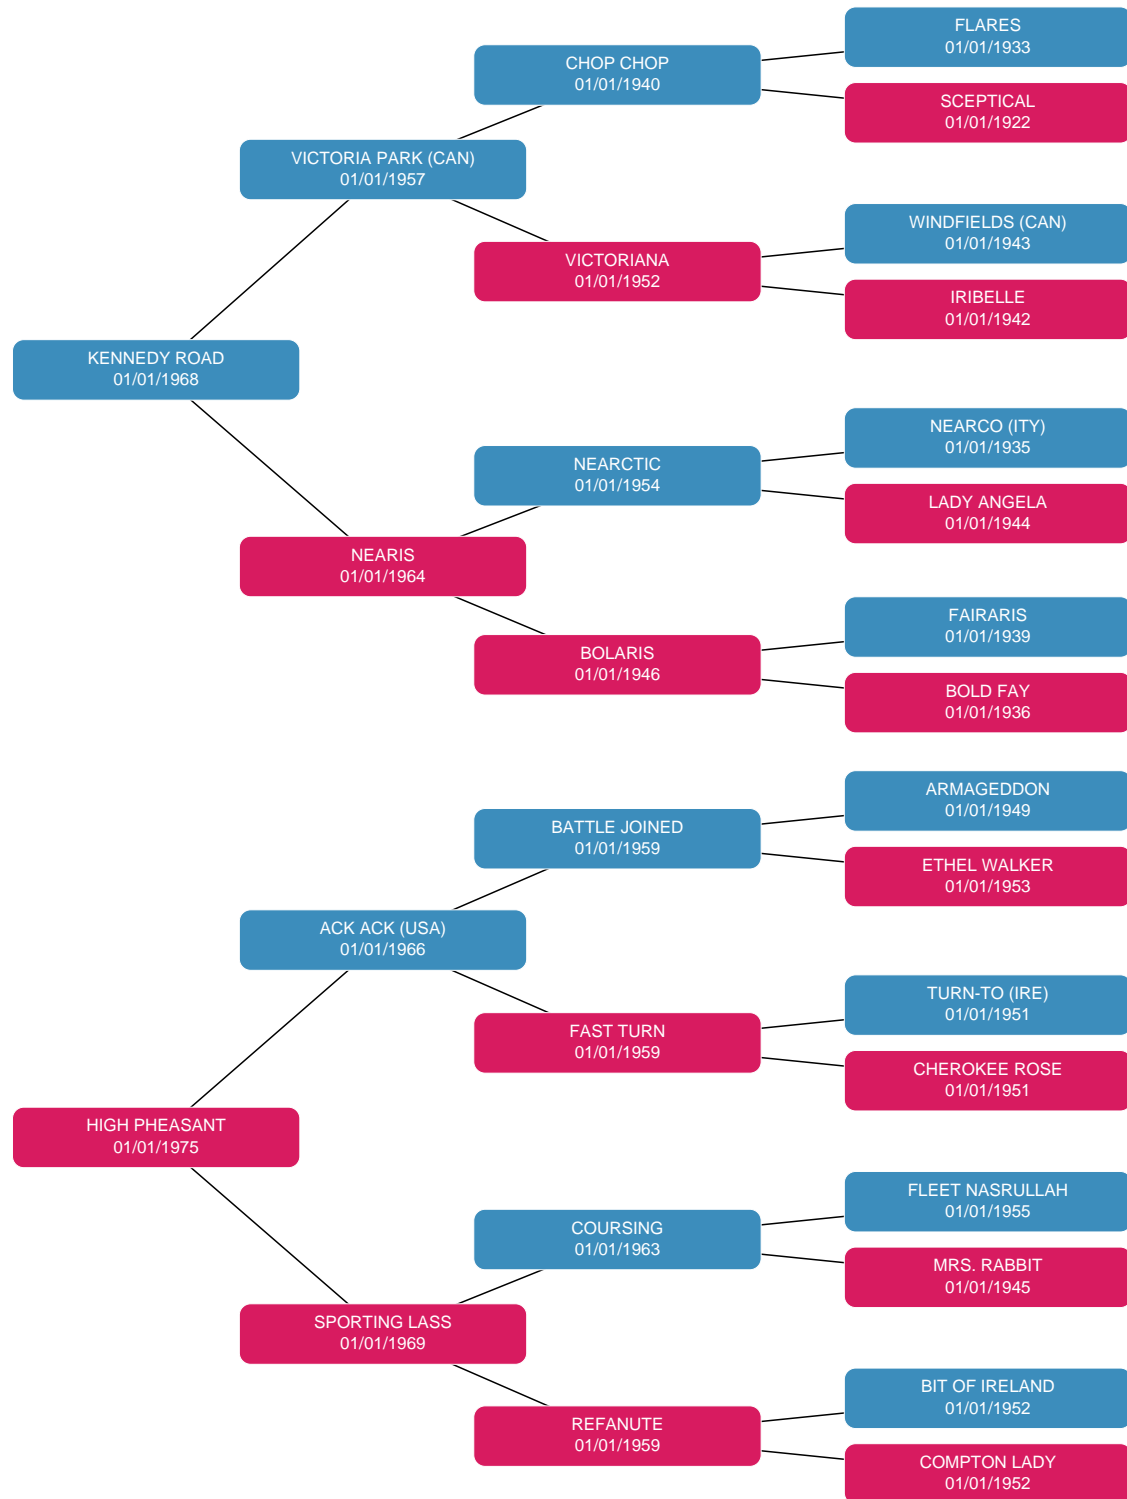 FLARES
01/01/1933
CHOP CHOP
01/01/1940
SCEPTICAL
01/01/1922
VICTORIA PARK (CAN)
01/01/1957
WINDFIELDS (CAN)
01/01/1943
VICTORIANA
01/01/1952
IRIBELLE
01/01/1942
KENNEDY ROAD
01/01/1968
NEARCO (ITY)
01/01/1935
NEARCTIC
01/01/1954
LADY ANGELA
01/01/1944
NEARIS
01/01/1964
FAIRARIS
01/01/1939
BOLARIS
01/01/1946
BOLD FAY
01/01/1936
ARMAGEDDON
01/01/1949
BATTLE JOINED
01/01/1959
ETHEL WALKER
01/01/1953
ACK ACK (USA)
01/01/1966
TURN-TO (IRE)
01/01/1951
FAST TURN
01/01/1959
CHEROKEE ROSE
01/01/1951
HIGH PHEASANT
01/01/1975
FLEET NASRULLAH
01/01/1955
COURSING
01/01/1963
MRS. RABBIT
01/01/1945
SPORTING LASS
01/01/1969
BIT OF IRELAND
01/01/1952
REFANUTE
01/01/1959
COMPTON LADY
01/01/1952